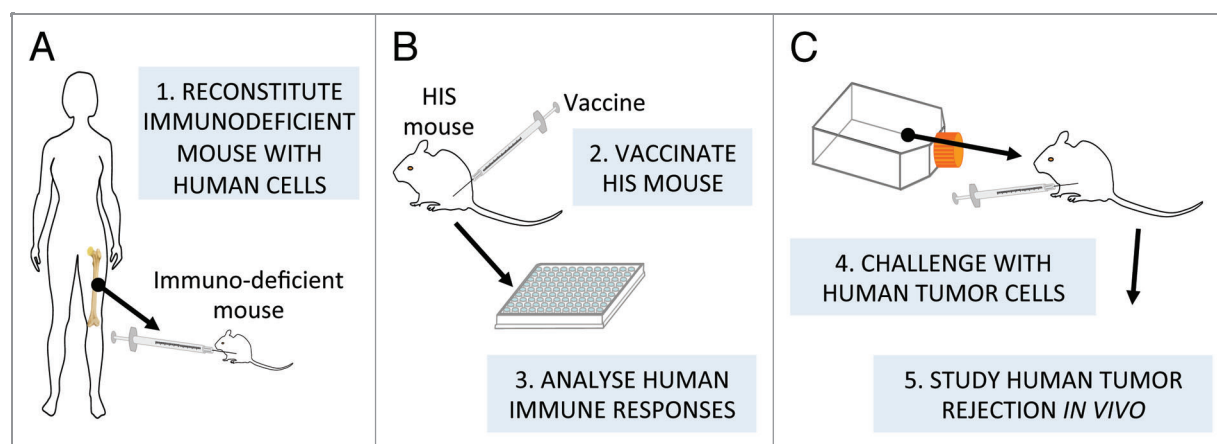 A
1. RECONSTITUTE
IMMUNODEFICIENT
MOUSE WITH
HUMAN CELLS
Immuno-deficient
mouse
B
HIS
mouse
Vaccine
2. VACCINATE
HIS MOUSE
3. ANALYSE HUMAN
IMMUNE RESPONSES
C
4. CHALLENGE WITH
HUMAN TUMOR CELLS
5. STUDY HUMAN TUMOR
REJECTION IN VIVO